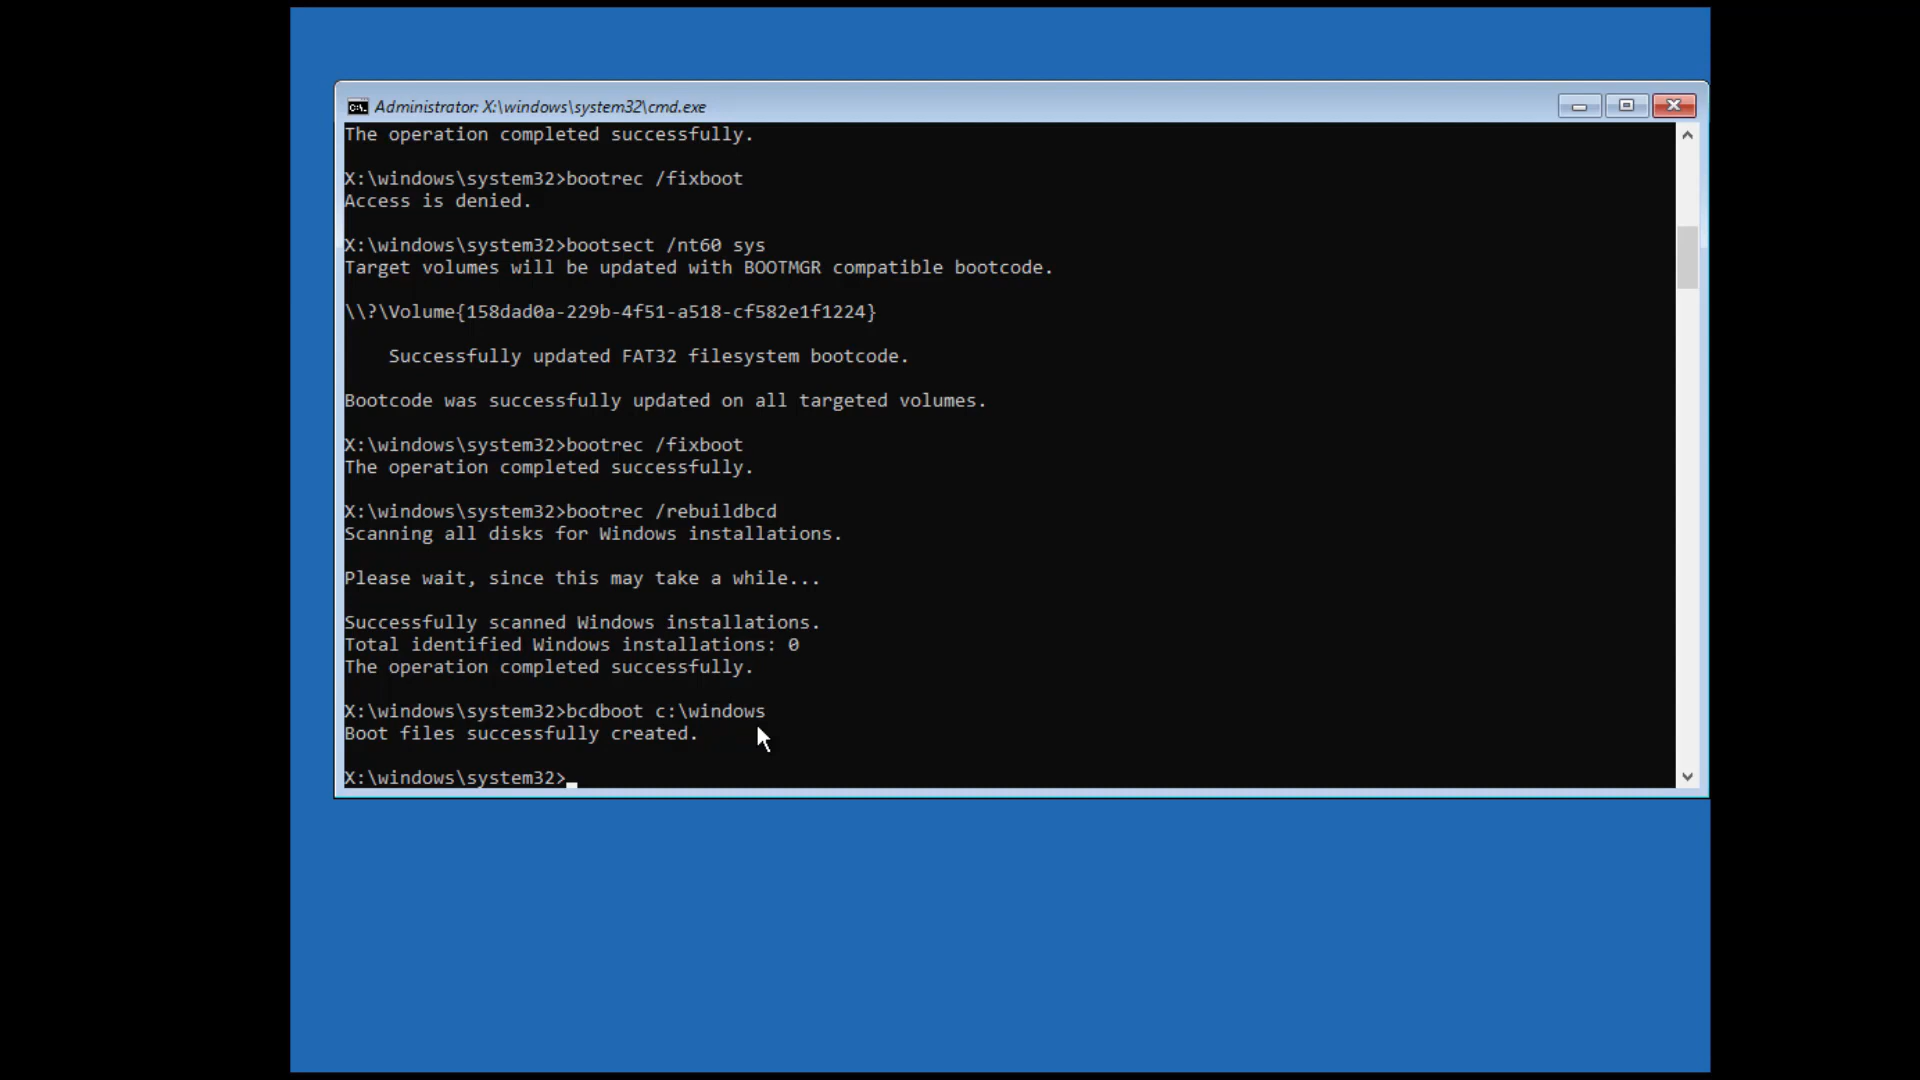 Administrator: X:\windows\system32\cmd.exe
The operation completed successfully.
X:\windows\system32>bootrec /fixboot
Access is denied.
X:\windows\system32>bootsect /nt60 sys
Target volumes will be updated with BOOTMGR compatible bootcode.
\\?\Volume{158dad0a-229b-4f51-a518-cf582e1f1224}
Successfully updated FAT32 filesystem bootcode.
Bootcode was successfully updated on all targeted volumes.
X:\windows\system32>bootrec /fixboot
The operation completed successfully.
X:\windows\system32>bootrec /rebuildbcd
Scanning all disks for Windows installations.
Please wait, since this may take a while...
Successfully scanned Windows installations.
Total identified Windows installations: 0
The operation completed successfully.
X:\windows\system32>bcdboot c:\windows
Boot files successfully created.
X:\windows\system32>